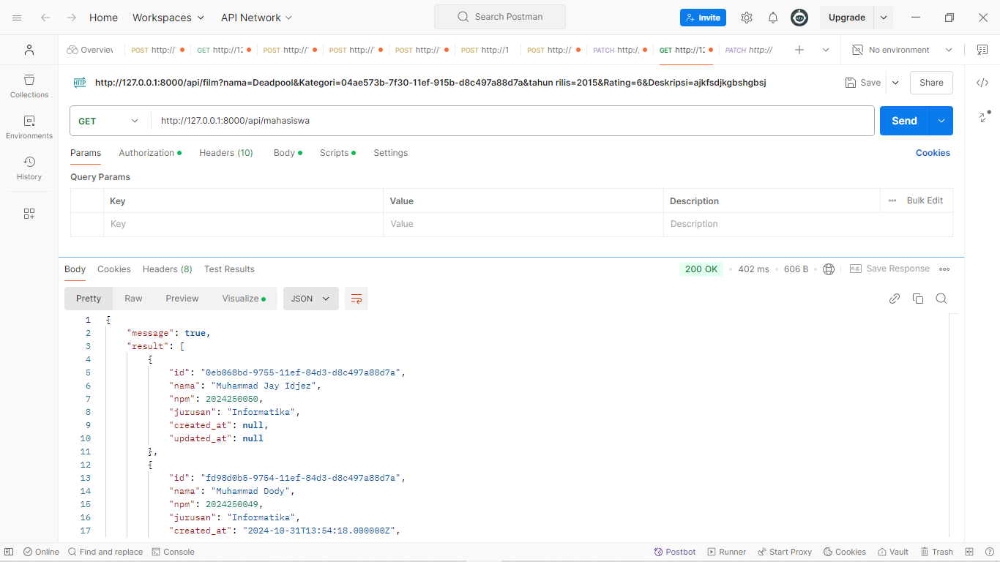 Home Workspaces API Network Search Postman Invite Upgrade
Overview POST http://' GET http://12 POST http://' POST http://' POST http:// POST http://1 POST http:// PATCH http:/, GET http://12 PATCH http:// No environment
HTTP http://127.0.0.1:8000/api/film?nama=Deadpool&Kategori=04ae573b-7f30-11ef-915b-d8c497a88d7a&tahun rilis=2015&Rating=6&Deskripsi=ajkfsdjkgbshgbsj Save Share
Collections
Environments
History
GET http://127.0.0.1:8000/api/mahasiswa Send
Params Authorization Headers (10) Body Scripts Settings Cookies
Query Params
Key Value Description Bulk Edit
Key Value Description
Body Cookies Headers (8) Test Results 200 OK 402 ms 606 B e.g. Save Response
Pretty Raw Preview Visualize JSON
1 {
2 "message": true,
3 "result": [
4 {
5 "id": "0eb068bd-9755-11ef-84d3-d8c497a88d7a",
6 "nama": "Muhammad Jay Idjez",
7 "npm": 2024250050,
8 "jurusan": "Informatika",
9 "created_at": null,
10 "updated_at": null
11 },
12 {
13 "id": "fd98d0b5-9754-11ef-84d3-d8c497a88d7a",
14 "nama": "Muhammad Dody",
15 "npm": 2024250049,
16 "jurusan": "Informatika",
17 "created_at": "2024-10-31T13:54:18.000000Z",
Online Find and replace Console Postbot Runner Start Proxy Cookies Vault Trash